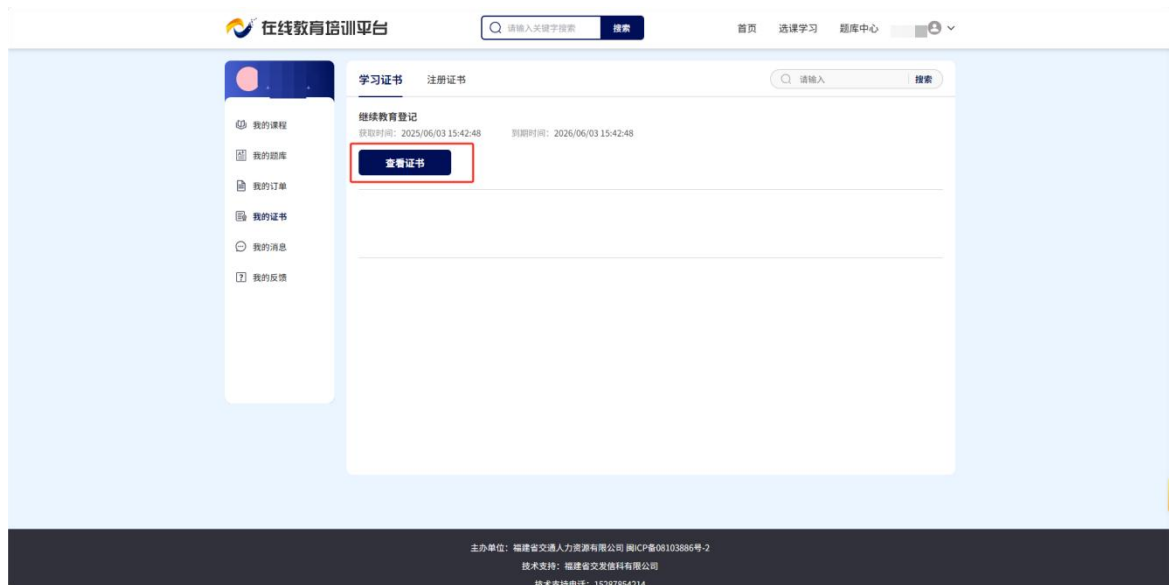 在线教育培训平台
请输入关键字搜索 搜索
首页 选课学习 题库中心
我的课程
我的题库
我的订单
我的证书
我的消息
我的反馈
学习证书 注册证书
请输入 搜索
继续教育登记
获取时间：2025/06/03 15:42:48 到期时间：2026/06/03 15:42:48
查看证书
主办单位：福建省交通人力资源有限公司 闽ICP备08103886号-2
技术支持：福建省交发信科有限公司
技术支持电话：15287854214